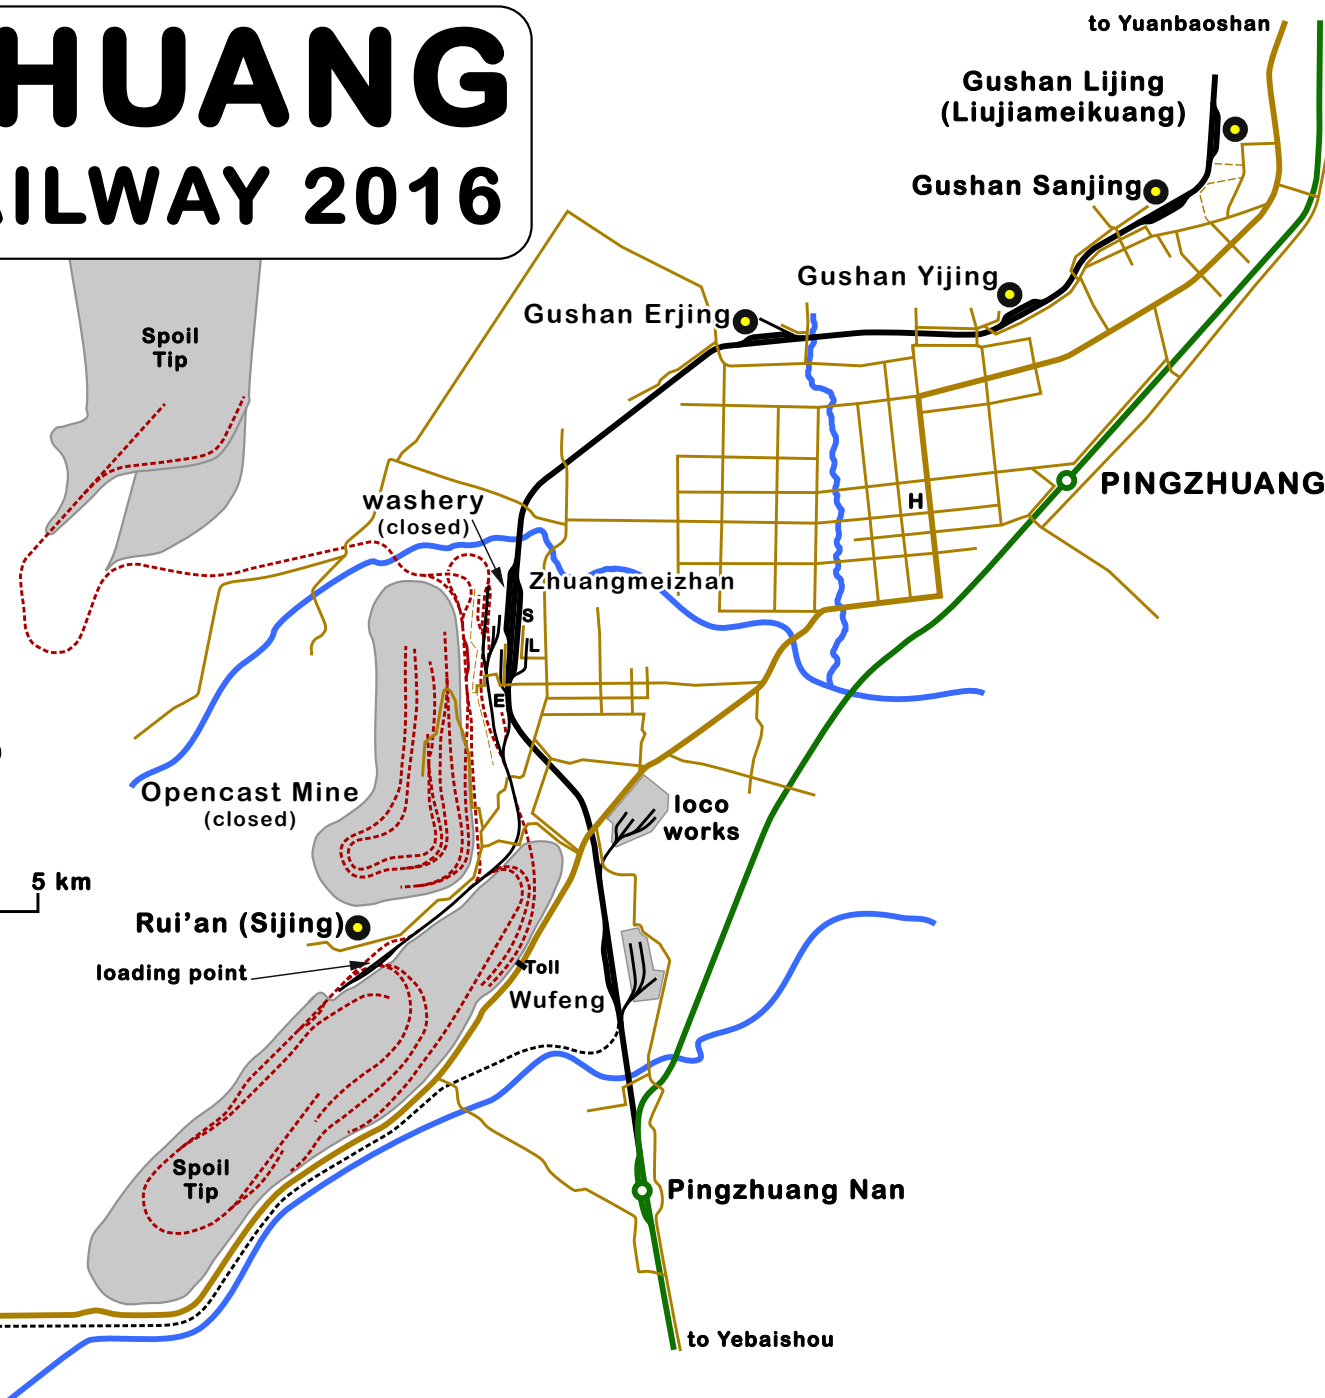 HUANG
AILWAY 2016
to Yuanbaoshan
Gushan Lijing
(Liujiameikuang)
Gushan Sanjing
Gushan Yijing
Gushan Erjing
Spoil
Tip
PINGZHUANG
H
washery
(closed)
Zhuangmeizhan
S
L
E
)
Opencast Mine
(closed)
loco
works
5 km
Rui’an (Sijing)
loading point
Toll
Wufeng
Spoil
Tip
Pingzhuang Nan
to Yebaishou